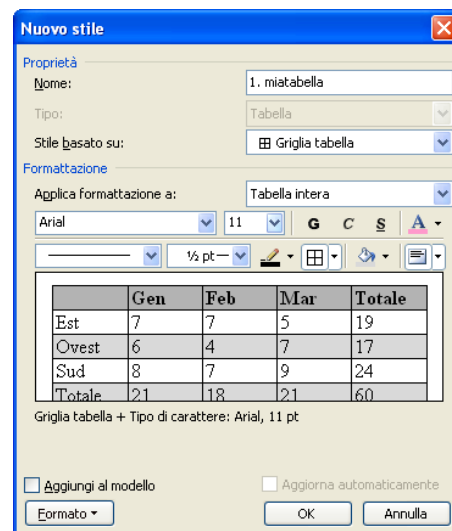 Nuovo stile
Proprietà
Nome: 1. miatabella
Tipo: Tabella
Stile basato su: Griglia tabella
Formattazione
Applica formattazione a: Tabella intera
Arial 11 G C S A
½ pt
Gen Feb Mar Totale
Est 7 7 5 19
Ovest 6 4 7 17
Sud 8 7 9 24
Totale 21 18 21 60
Griglia tabella + Tipo di carattere: Arial, 11 pt
Aggiungi al modello Aggiorna automaticamente
Formato OK Annulla